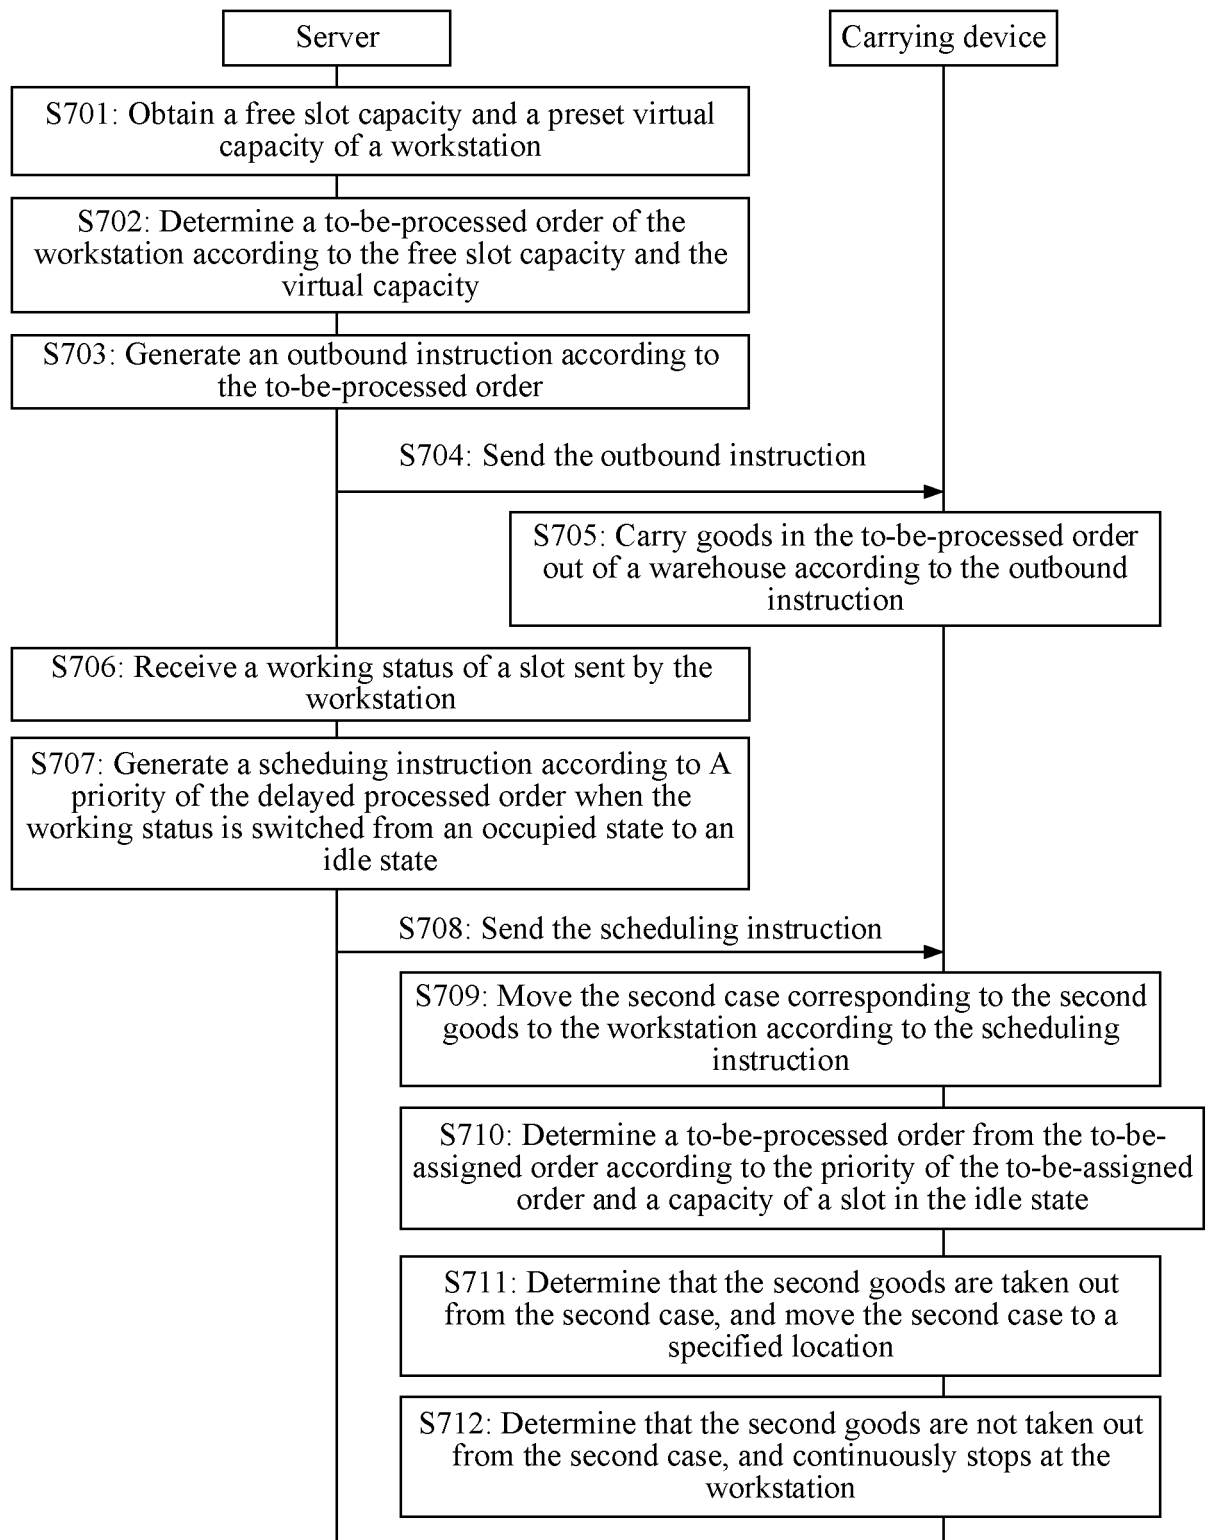 Server
Carrying device
S701: Obtain a free slot capacity and a preset virtual
capacity of a workstation
S702: Determine a to-be-processed order of the
workstation according to the free slot capacity and the
virtual capacity
S703: Generate an outbound instruction according to
the to-be-processed order
S704: Send the outbound instruction
S705: Carry goods in the to-be-processed order
out of a warehouse according to the outbound
instruction
S706: Receive a working status of a slot sent by the
workstation
S707: Generate a scheduing instruction according to A
priority of the delayed processed order when the
working status is switched from an occupied state to an
idle state
S708: Send the scheduling instruction
S709: Move the second case corresponding to the second
goods to the workstation according to the scheduling
instruction
S710: Determine a to-be-processed order from the to-be-
assigned order according to the priority of the to-be-assigned
order and a capacity of a slot in the idle state
S711: Determine that the second goods are taken out
from the second case, and move the second case to a
specified location
S712: Determine that the second goods are not taken out
from the second case, and continuously stops at the
workstation